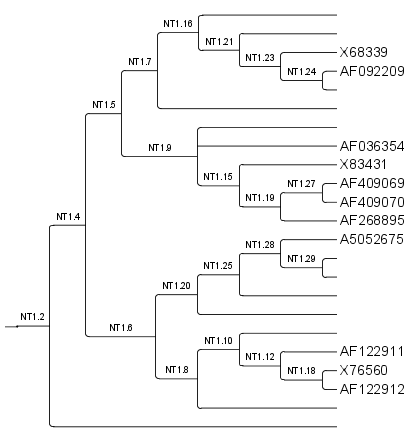 NT1.16
NT1.21
X68339
NT1.23
AF092209
NT1.7
NT1.24
NT1.5
AF036354
NT1.9
X83431
NT1.15
NT1.27
AF409069
NT1.19
AF409070
NT1.4
AF268895
A5052675
NT1.28
NT1.25
NT1.29
NT1.20
NT1.2
NT1.6
NT1.10
AF122911
NT1.12
NT1.8
NT1.18
X76560
AF122912